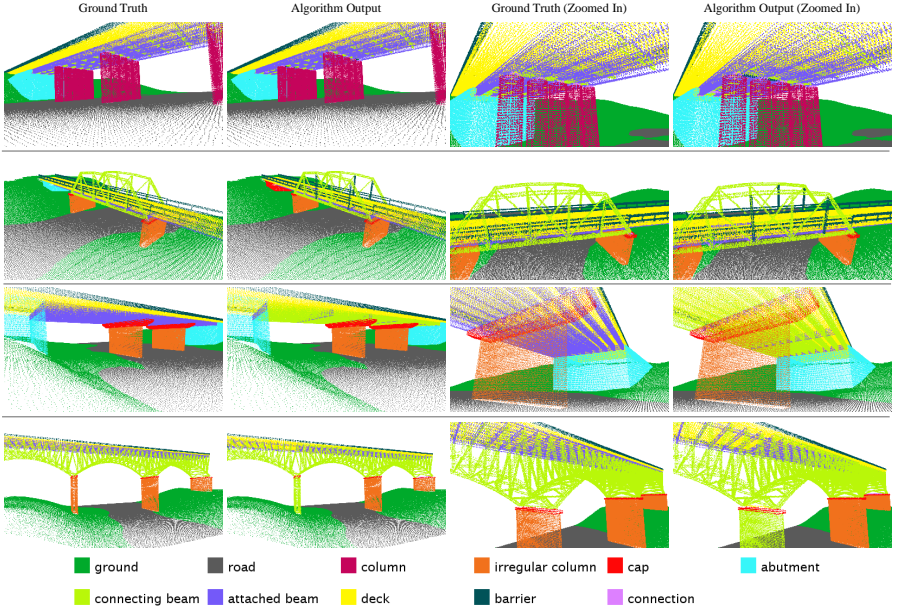 Ground Truth
Algorithm Output
Ground Truth (Zoomed In)
Algorithm Output (Zoomed In)
ground
road
column
irregular column
cap
abutment
connecting beam
attached beam
deck
barrier
connection